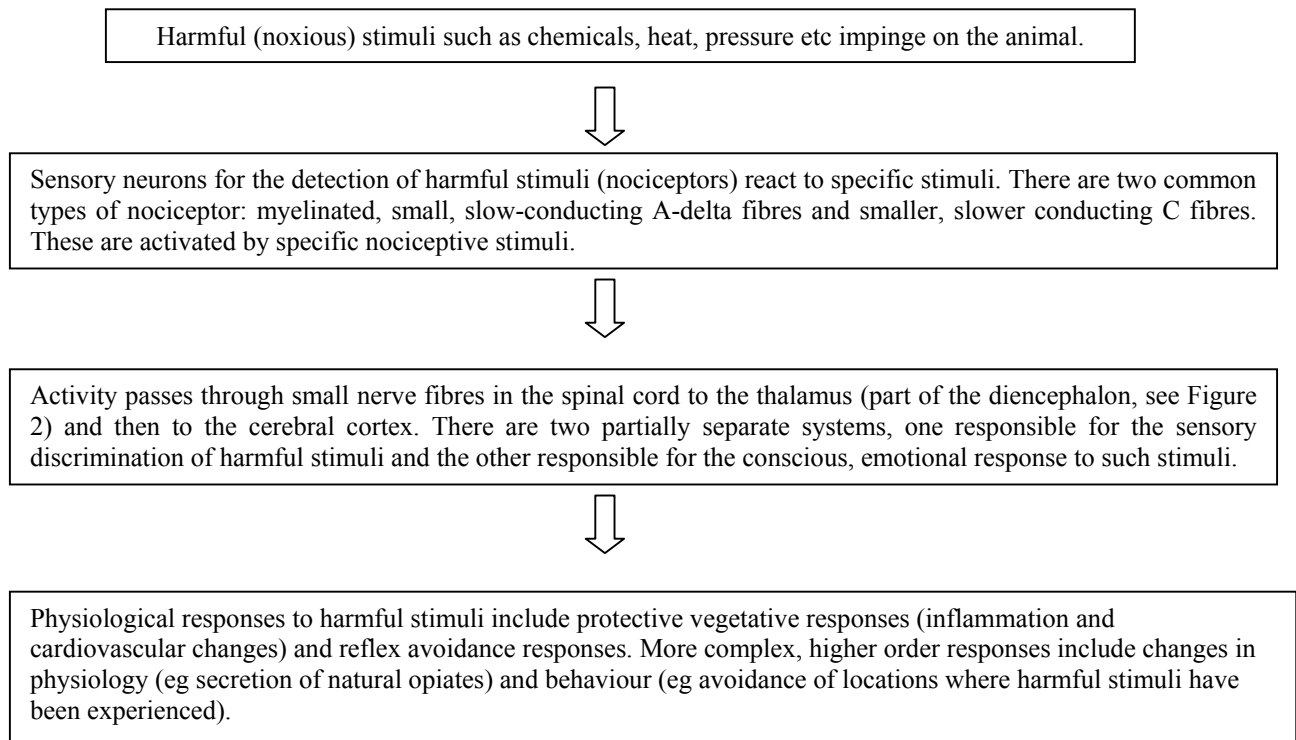 Harmful (noxious) stimuli such as chemicals, heat, pressure etc impinge on the animal.
Sensory neurons for the detection of harmful stimuli (nociceptors) react to specific stimuli. There are two common
types of nociceptor: myelinated, small, slow-conducting A-delta fibres and smaller, slower conducting C fibres.
These are activated by specific nociceptive stimuli.
Activity passes through small nerve fibres in the spinal cord to the thalamus (part of the diencephalon, see Figure
2) and then to the cerebral cortex. There are two partially separate systems, one responsible for the sensory
discrimination of harmful stimuli and the other responsible for the conscious, emotional response to such stimuli.
Physiological responses to harmful stimuli include protective vegetative responses (inflammation and
cardiovascular changes) and reflex avoidance responses. More complex, higher order responses include changes in
physiology (eg secretion of natural opiates) and behaviour (eg avoidance of locations where harmful stimuli have
been experienced).